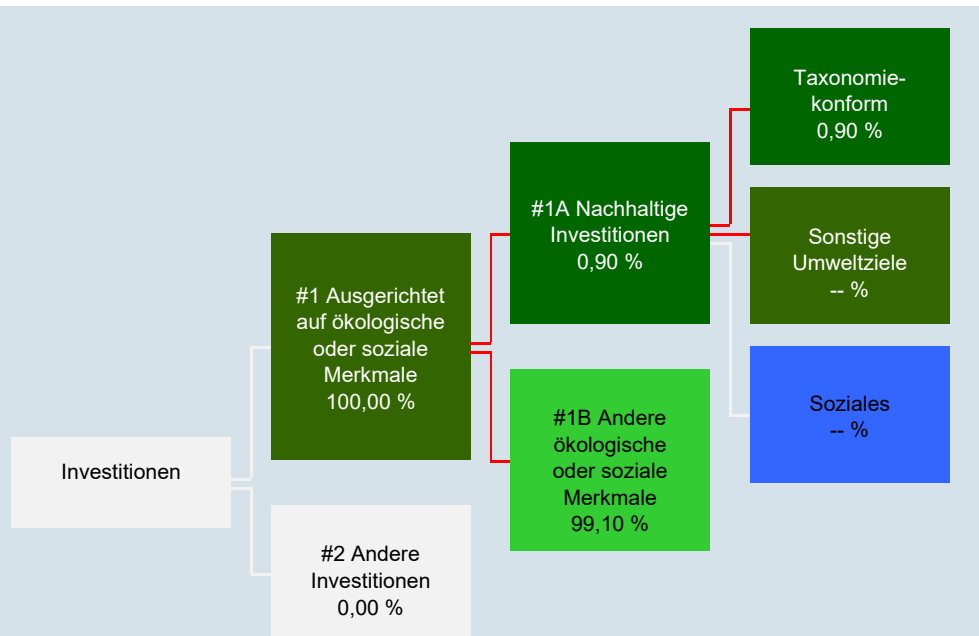 Investitionen
#1 Ausgerichtet
auf ökologische
oder soziale
Merkmale
100,00 %
#2 Andere
Investitionen
0,00 %
#1A Nachhaltige
Investitionen
0,90 %
#1B Andere
ökologische
oder soziale
Merkmale
99,10 %
Taxonomie-
konform
0,90 %
Sonstige
Umweltziele
-- %
Soziales
-- %